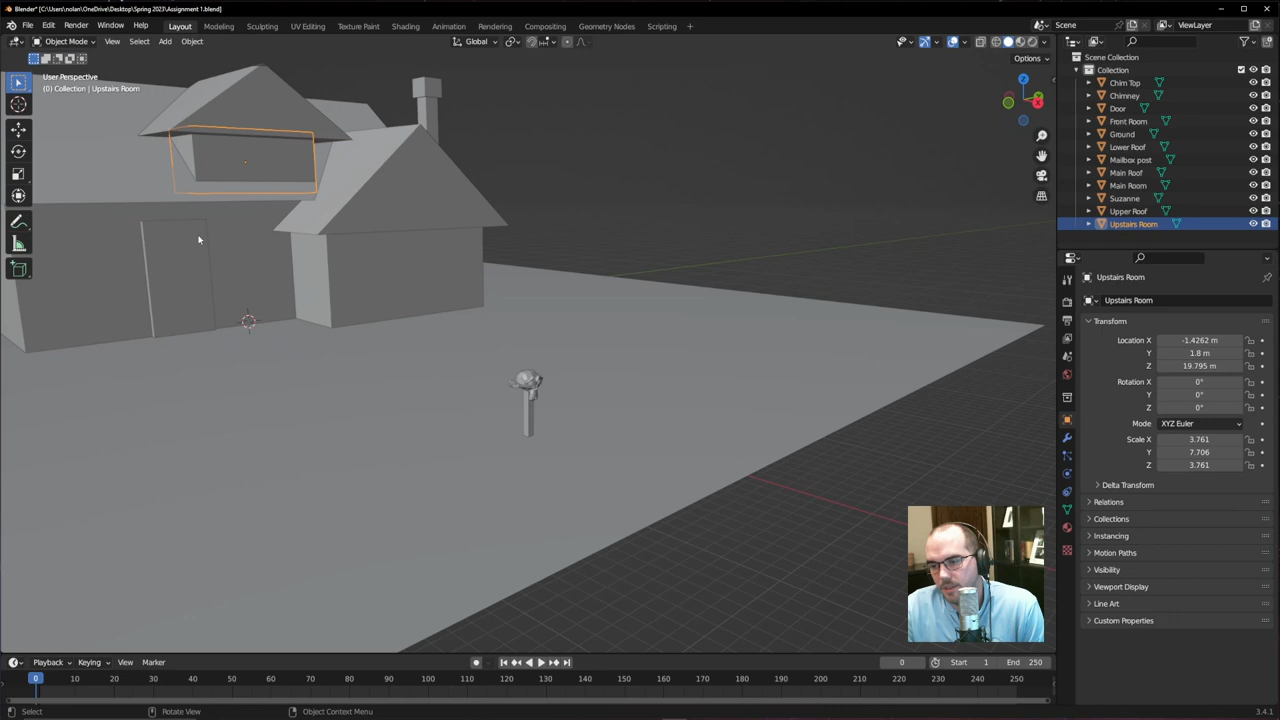 Blender* [C:\Users\nolan\OneDrive\Desktop\Spring 2023\Assignment 1.blend]
File Edit Render Window Help Layout Modeling Sculpting UV Editing Texture Paint Shading Animation Rendering Compositing Geometry Nodes Scripting + Scene ViewLayer
Object Mode View Select Add Object Global
Options
User Perspective
(0) Collection | Upstairs Room
Z
Y
X
Scene Collection
Collection
Chim Top
Chimney
Door
Front Room
Ground
Lower Roof
Mailbox post
Main Roof
Main Room
Suzanne
Upper Roof
Upstairs Room
Upstairs Room
Upstairs Room
Transform
Location X -1.4262 m
Y 1.8 m
Z 19.795 m
Rotation X 0°
Y 0°
Z 0°
Mode XYZ Euler
Scale X 3.761
Y 7.706
Z 3.761
Delta Transform
Relations
Collections
Instancing
Motion Paths
Visibility
Viewport Display
Line Art
Custom Properties
Playback Keying View Marker 0 Start 1 End 250
0 10 20 30 40 50 60 70 80 90 100 110 120 130 140 150 160 170 180 190 200 210 220 230 240 250
Select Rotate View Object Context Menu 3.4.1